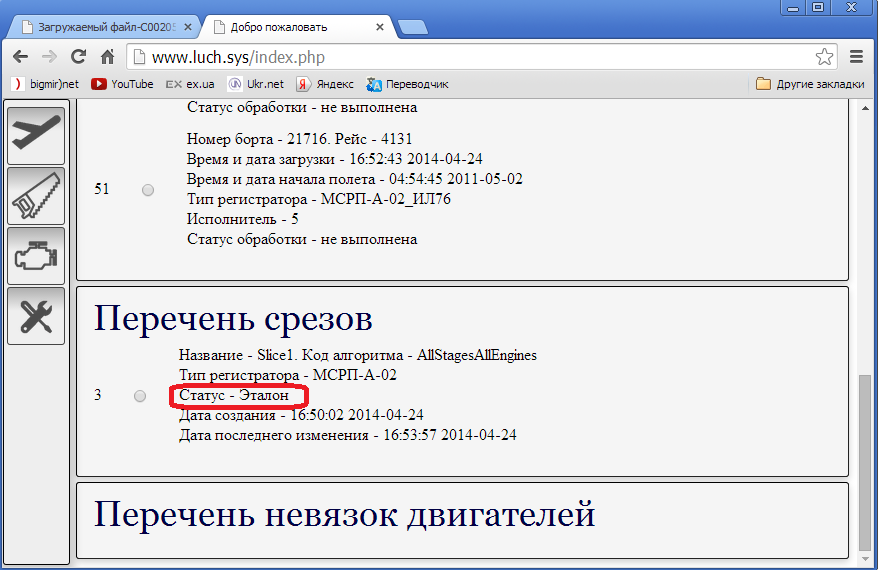 Загружаемый файл-C0020
Добро пожаловать
www.luch.sys/index.php
bigmir)net
YouTube
EX ex.ua
Ukr.net
Яндекс
Переводчик
Другие закладки
Статус обработки - не выполнена
Номер борта - 21716. Рейс - 4131
Время и дата загрузки - 16:52:43 2014-04-24
Время и дата начала полета - 04:54:45 2011-05-02
51
Тип регистратора - МСРП-А-02_ИЛ76
Исполнитель - 5
Статус обработки - не выполнена
Перечень срезов
Название - Slice1. Код алгоритма - AllStagesAllEngines
Тип регистратора - МСРП-А-02
3
Статус - Эталон
Дата создания - 16:50:02 2014-04-24
Дата последнего изменения - 16:53:57 2014-04-24
Перечень невязок двигателей